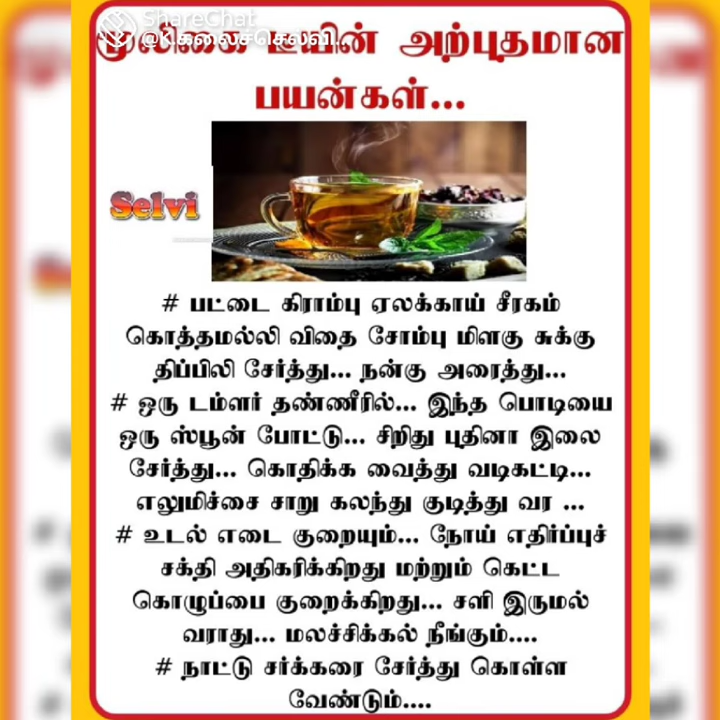 ShareChat
@K.கலைச்செல்வி.
மூலிகை டீயின் அற்புதமான
பயன்கள்...
Selvi
# பட்டை கிராம்பு ஏலக்காய் சீரகம்
கொத்தமல்லி விதை சோம்பு மிளகு சுக்கு
திப்பிலி சேர்த்து... நன்கு அரைத்து...
# ஒரு டம்ளர் தண்ணீரில்... இந்த பொடியை
ஒரு ஸ்பூன் போட்டு... சிறிது புதினா இலை
சேர்த்து... கொதிக்க வைத்து வடிகட்டி...
எலுமிச்சை சாறு கலந்து குடித்து வர ...
# உடல் எடை குறையும்... நோய் எதிர்ப்புச்
சக்தி அதிகரிக்கிறது மற்றும் கெட்ட
கொழுப்பை குறைக்கிறது... சளி இருமல்
வராது... மலச்சிக்கல் நீங்கும்....
# நாட்டு சர்க்கரை சேர்த்து கொள்ள
வேண்டும்....